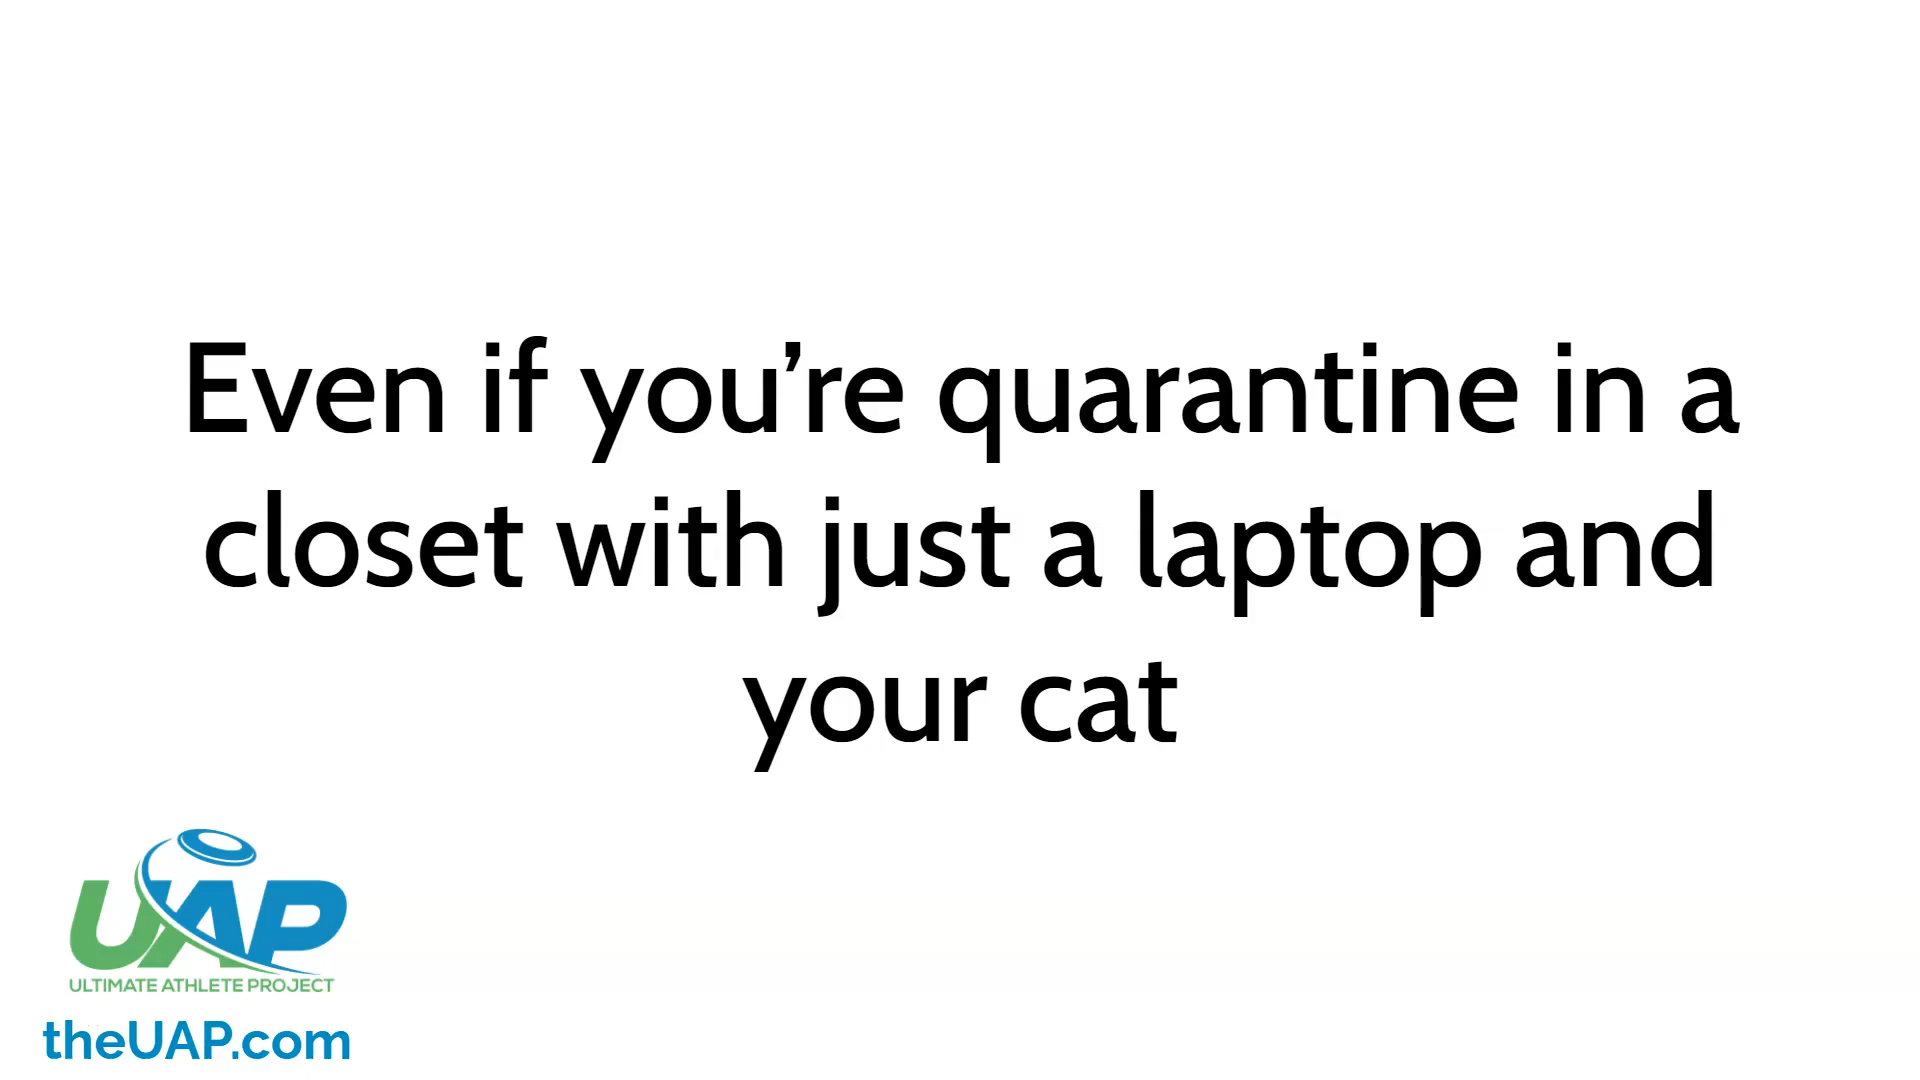 Even if you’re quarantine in a
closet with just a laptop and
your cat
UAP
ULTIMATE ATHLETE PROJECT
theUAP.com